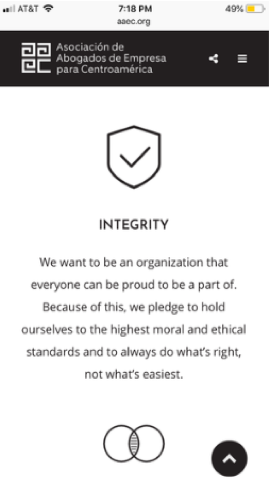 AT&T 7:18 PM 49%
aaec.org
Asociación de
Abogados de Empresa
para Centroamérica
INTEGRITY
We want to be an organization that
everyone can be proud to be a part of.
Because of this, we pledge to hold
ourselves to the highest moral and ethical
standards and to always do what's right,
not what's easiest.